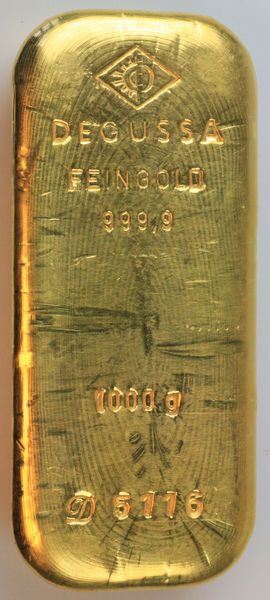 DEGUSSA
FEINGOLD
999,9
1000 g
D 5116